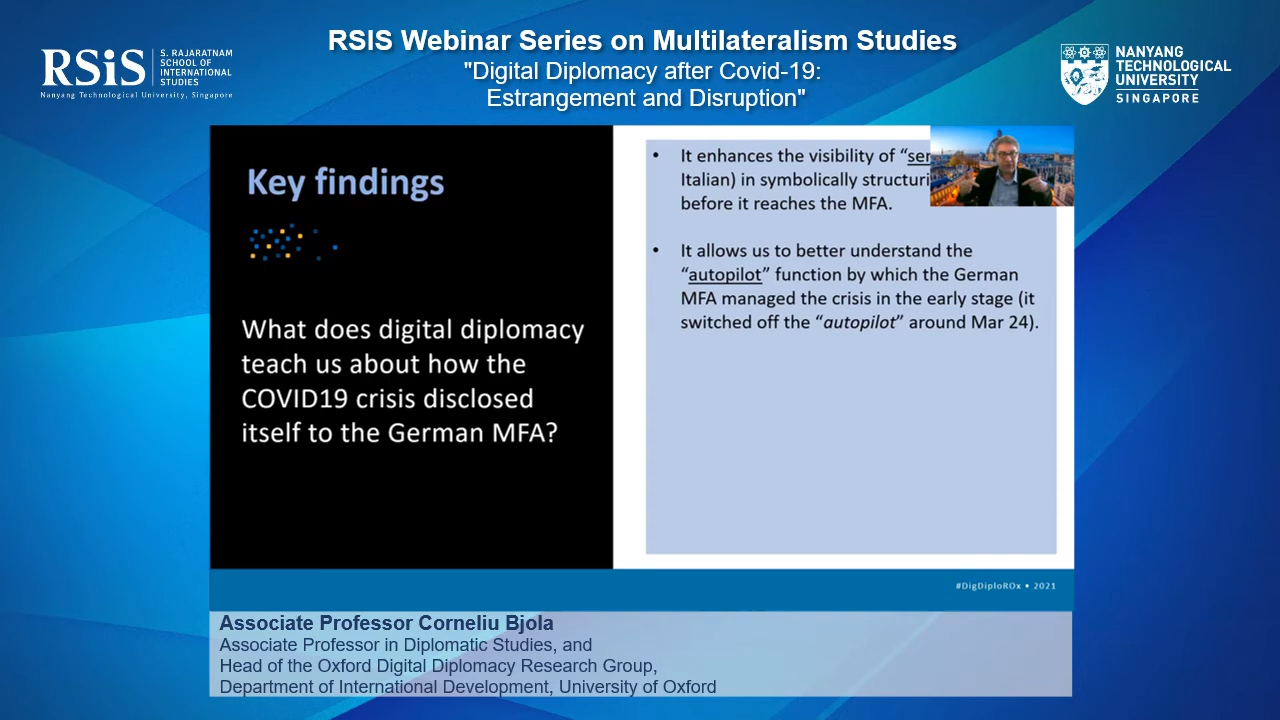 RSIS Webinar Series on Multilateralism Studies
"Digital Diplomacy after Covid-19:
Estrangement and Disruption"
RSiS
S. RAJARATNAM
SCHOOL OF
INTERNATIONAL
STUDIES
Nanyang Technological University, Singapore
NANYANG
TECHNOLOGICAL
UNIVERSITY
SINGAPORE
Key findings
What does digital diplomacy
teach us about how the
COVID19 crisis disclosed
itself to the German MFA?
• It enhances the visibility of “
Italian) in symbolically
before it reaches the MFA.
• It allows us to better understand the
“autopilot” function by which the German
MFA managed the crisis in the early stage (it
switched off the “autopilot” around Mar 24).
#DigDiploROx • 2021
Associate Professor Corneliu Bjola
Associate Professor in Diplomatic Studies, and
Head of the Oxford Digital Diplomacy Research Group,
Department of International Development, University of Oxford